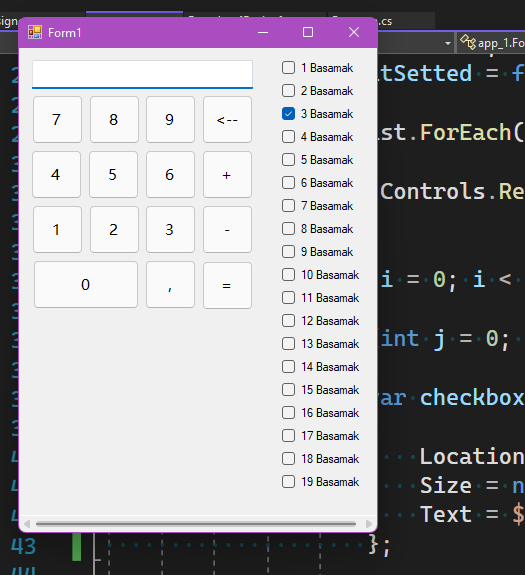 sign
.cs
Form1
app_1.Fo
tSetted = f
7 8 9 <--
4 5 6 +
1 2 3 -
0 , =
1 Basamak
2 Basamak
3 Basamak
4 Basamak
5 Basamak
6 Basamak
7 Basamak
8 Basamak
9 Basamak
10 Basamak
11 Basamak
12 Basamak
13 Basamak
14 Basamak
15 Basamak
16 Basamak
17 Basamak
18 Basamak
19 Basamak
st.ForEach(
Controls.Re
i = 0; i <
int j = 0;
ar checkbox
Location
Size = n
Text = $
43 };
44